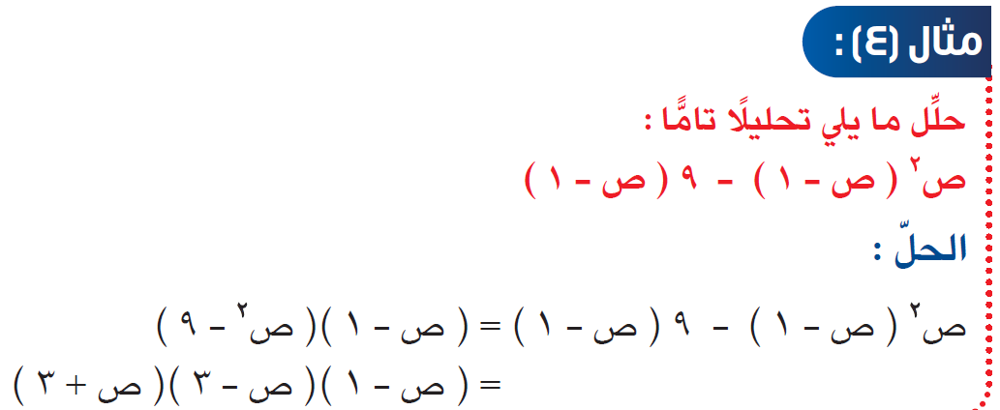 مثال (٤) :
حلِّل ما يلي تحليلًا تامًّا :
ص٢ ( ص – ١ ) – ٩ ( ص – ١ )
الحلّ :
ص٢ ( ص – ١ ) – ٩ ( ص – ١ ) = ( ص – ١ )( ص٢ – ٩ )
= ( ص – ١ )( ص – ٣ )( ص + ٣ )